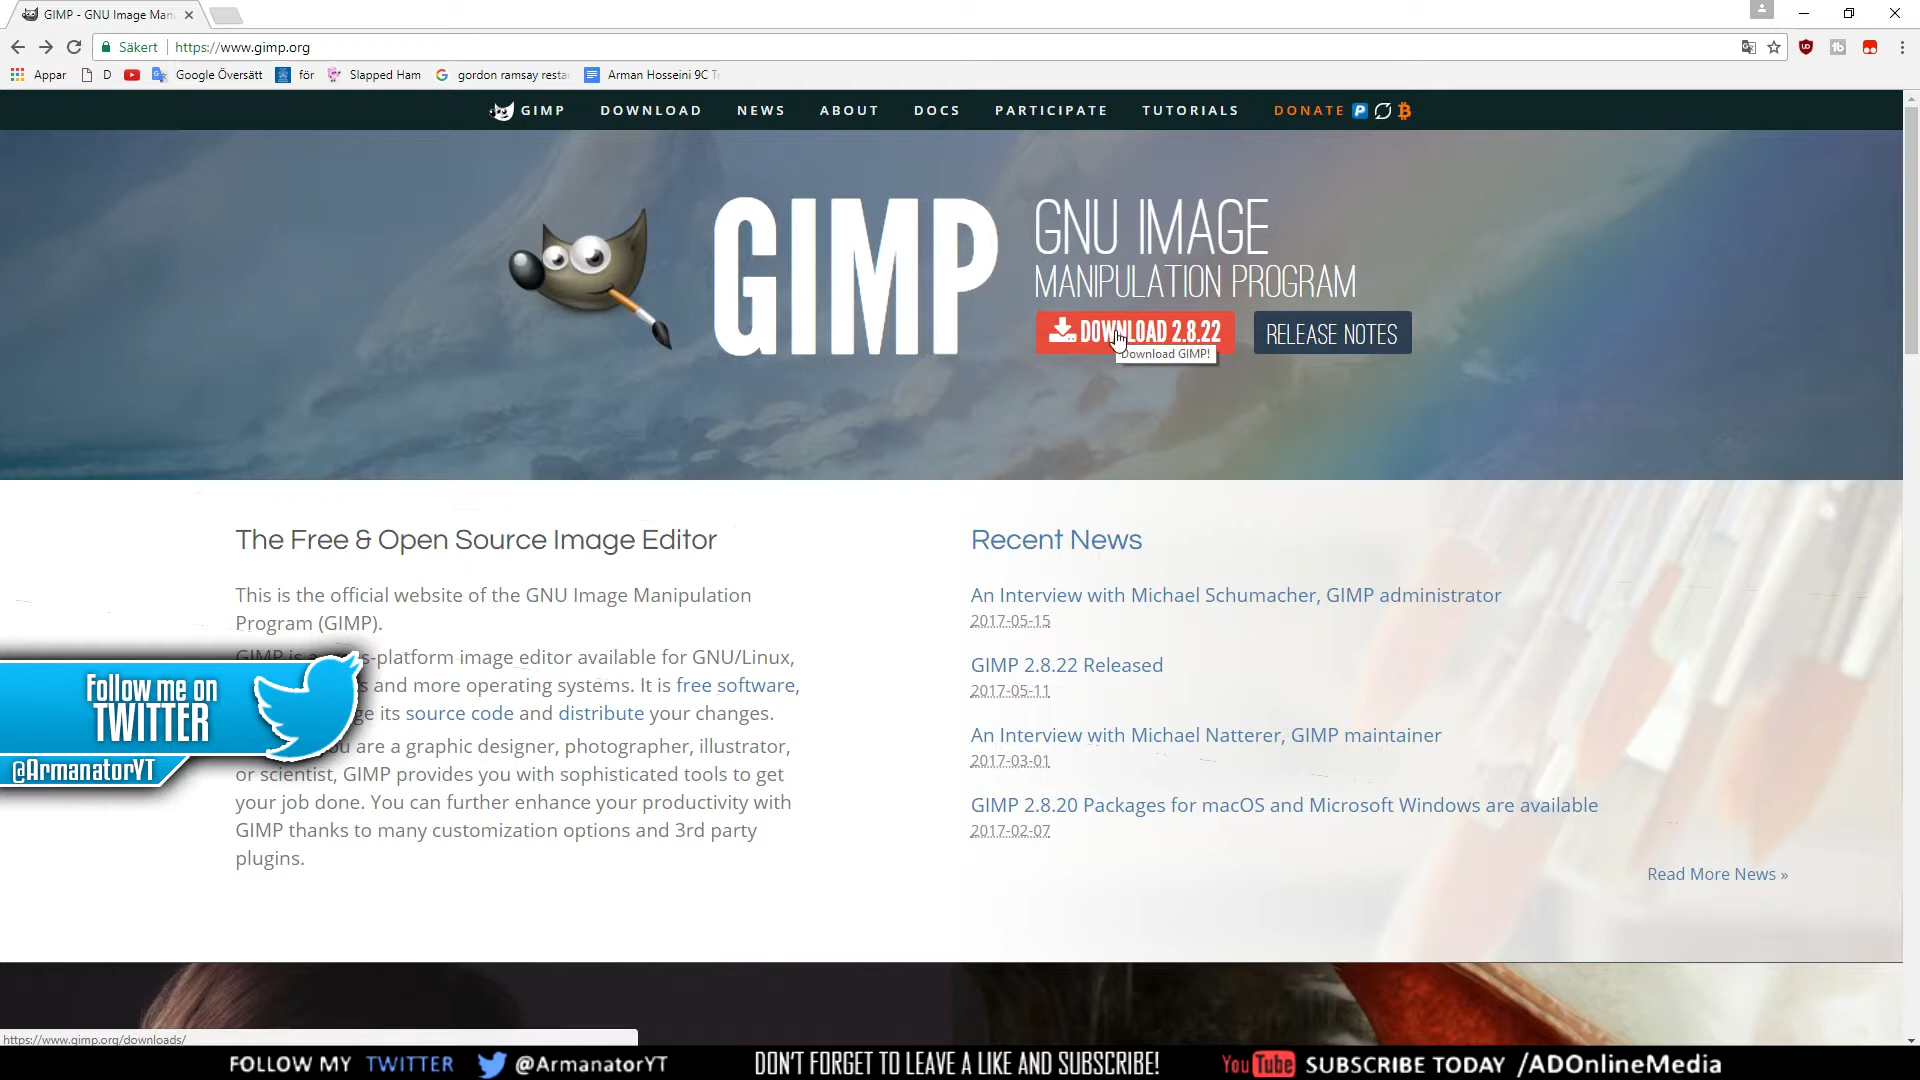 GIMP - GNU Image Man
Säkert https://www.gimp.org
Appar D Google Översätt för Slapped Ham gordon ramsay resta Arman Hosseini 9C T
GIMP DOWNLOAD NEWS ABOUT DOCS PARTICIPATE TUTORIALS DONATE
GIMP
GNU IMAGE
MANIPULATION PROGRAM
DOWNLOAD 2.8.22 RELEASE NOTES
Download GIMP!
The Free & Open Source Image Editor
This is the official website of the GNU Image Manipulation
Program (GIMP).
GIMP is a -platform image editor available for GNU/Linux,
and more operating systems. It is free software,
its source code and distribute your changes.
are a graphic designer, photographer, illustrator,
or scientist, GIMP provides you with sophisticated tools to get
your job done. You can further enhance your productivity with
GIMP thanks to many customization options and 3rd party
plugins.
Recent News
An Interview with Michael Schumacher, GIMP administrator
2017-05-15
GIMP 2.8.22 Released
2017-05-11
An Interview with Michael Natterer, GIMP maintainer
2017-03-01
GIMP 2.8.20 Packages for macOS and Microsoft Windows are available
2017-02-07
Read More News »
Follow me on
TWITTER
@ArmanatorYT
https://www.gimp.org/downloads/
FOLLOW MY TWITTER @ArmanatorYT DON'T FORGET TO LEAVE A LIKE AND SUBSCRIBE! YouTube SUBSCRIBE TODAY /ADOnlineMedia